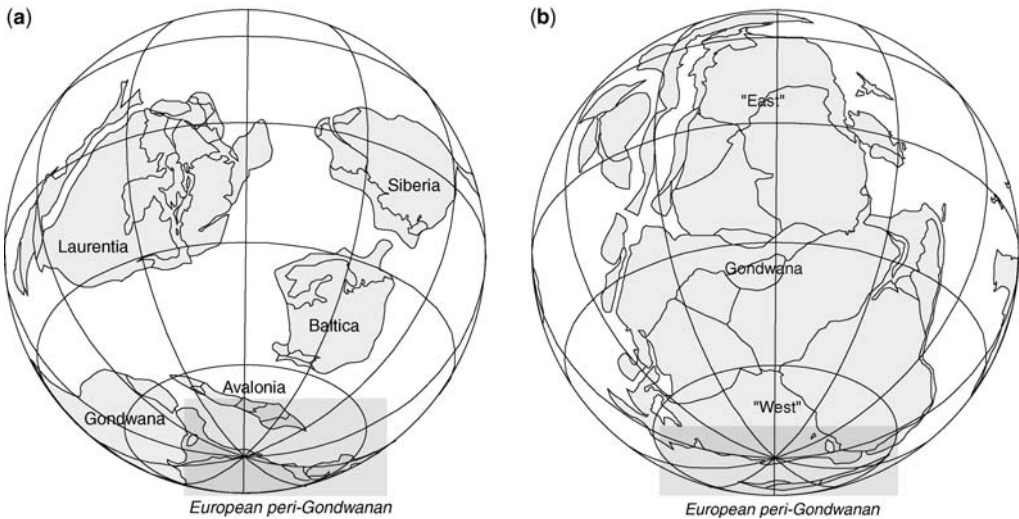 (a)
Siberia
Laurentia
Baltica
Avalonia
Gondwana
European peri-Gondwanan
(b)
"East"
Gondwana
"West"
European peri-Gondwanan